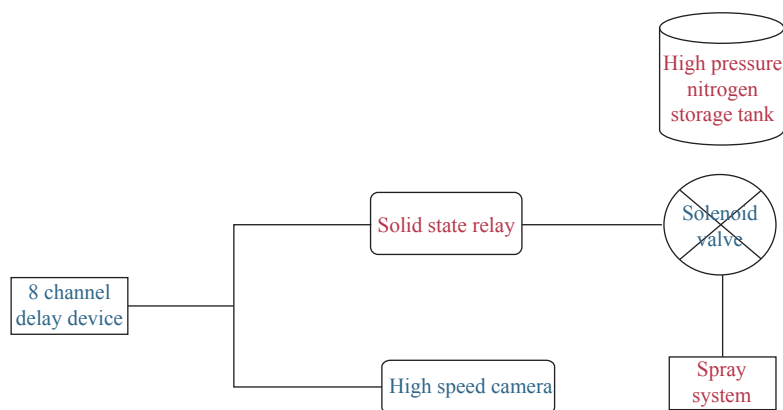 High pressure
nitrogen
storage tank
Solid state relay
Solenoid
valve
8 channel
delay device
High speed camera
Spray
system